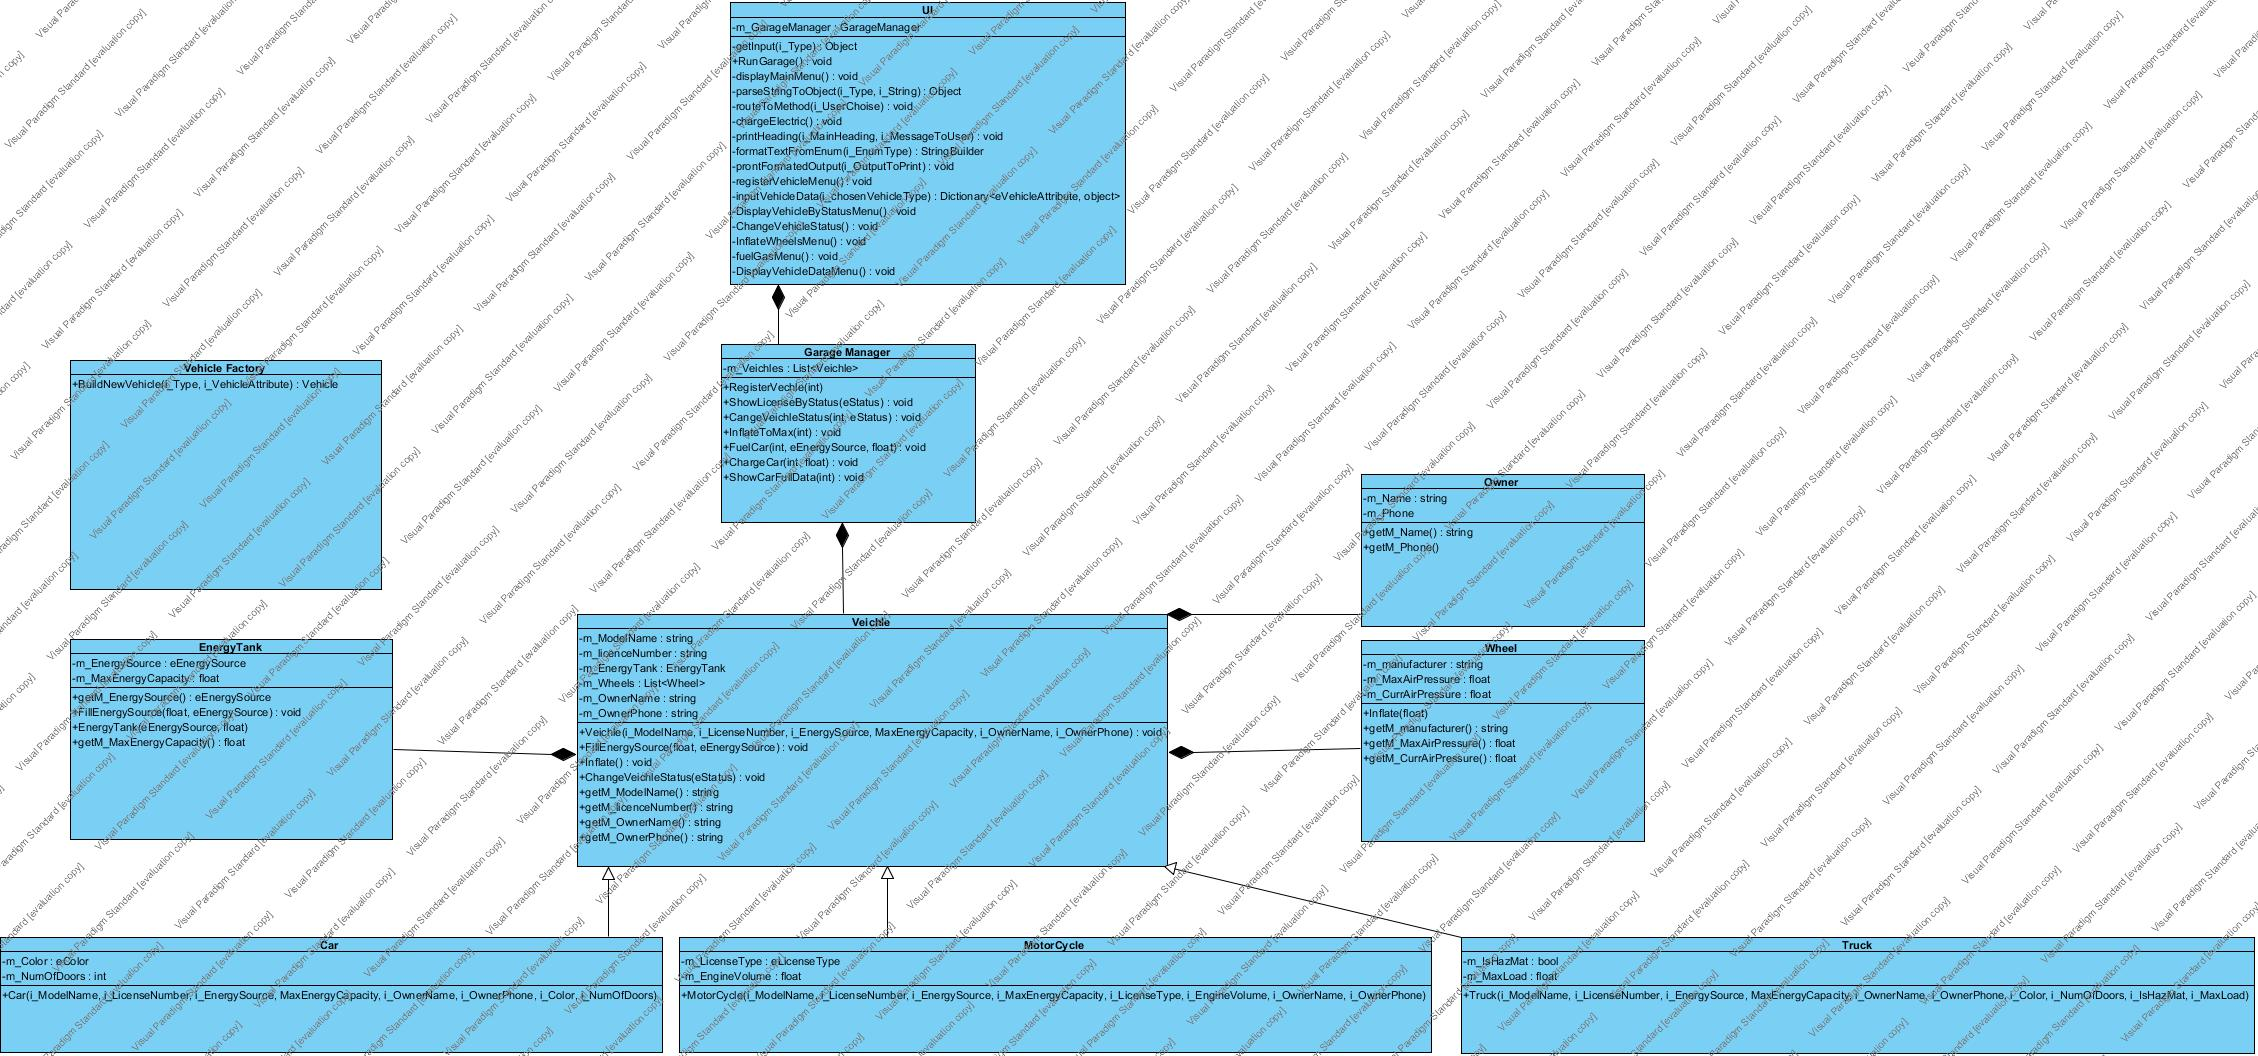 UI
-m_GarageManager : GarageManager
-getInput(i_Type) : Object
+RunGarage() : void
-displayMainMenu() : void
-parseStingToObject(i_Type, i_String) : Object
-routeToMethod(i_UserChoise) : void
-chargeElectric() : void
-printHeading(i_MainHeading, i_MessageToUser) : void
-formatTextFromEnum(i_EnumType) : StringBuilder
-prontFormatedOutput(i_OutputToPrint) : void
-registerVehicleMenu() : void
-inputVehicleData(i_chosenVehicleType) : Dictionary<eVehicleAttribute, object>
-DisplayVehicleByStatusMenu() : void
-ChangeVehicleStatus() : void
-InflateWheelsMenu() : void
-fuelGasMenu() : void
-DisplayVehicleDataMenu() : void
Vehicle Factory
+BuildNewVehicle(i_Type, i_VehicleAttribute) : Vehicle
Garage Manager
-m_Veichles : List<Veichle>
+RegisterVechle(int)
+ShowLicenseByStatus(eStatus) : void
+CangeVeichleStatus(int, eStatus) : void
+InflateToMax(int) : void
+FuelCar(int, eEnergySource, float) : void
+ChargeCar(int, float) : void
+ShowCarFullData(int) : void
Owner
-m_Name : string
-m_Phone
+getM_Name() : string
+getM_Phone()
EnergyTank
-m_EnergySource : eEnergySource
-m_MaxEnergyCapacity : float
+getM_EnergySource() : eEnergySource
+FillEnergySource(float, eEnergySource) : void
+EnergyTank(eEnergySource, float)
+getM_MaxEnergyCapacity() : float
Veichle
-m_ModelName : string
-m_licenceNumber : string
-m_EnergyTank : EnergyTank
-m_Wheels : List<Wheel>
-m_OwnerName : string
-m_OwnerPhone : string
+Veichle(i_ModelName, i_LicenseNumber, i_EnergySource, MaxEnergyCapacity, i_OwnerName, i_OwnerPhone) : void
+FillEnergySource(float, eEnergySource) : void
+Inflate() : void
+ChangeVeichleStatus(eStatus) : void
+getM_ModelName() : string
+getM_licenceNumber() : string
+getM_OwnerName() : string
+getM_OwnerPhone() : string
Wheel
-m_manufacturer : string
-m_MaxAirPressure : float
-m_CurrAirPressure : float
+Inflate(float)
+getM_manufacturer() : string
+getM_MaxAirPressure() : float
+getM_CurrAirPressure() : float
Car
-m_Color : eColor
-m_NumOfDoors : int
+Car(i_ModelName, i_LicenseNumber, i_EnergySource, MaxEnergyCapacity, i_OwnerName, i_OwnerPhone, i_Color, i_NumOfDoors)
MotorCycle
-m_LicenseType : eLicenseType
-m_EngineVolume : float
+MotorCycle(i_ModelName, i_LicenseNumber, i_EnergySource, i_MaxEnergyCapacity, i_LicenseType, i_EngineVolume, i_OwnerName, i_OwnerPhone)
Truck
-m_IsHazMat : bool
-m_MaxLoad : float
+Truck(i_ModelName, i_LicenseNumber, i_EnergySource, MaxEnergyCapacity, i_OwnerName, i_OwnerPhone, i_Color, i_NumOfDoors, i_IsHazMat, i_MaxLoad)
Visual Paradigm Standard [evaluation copy]